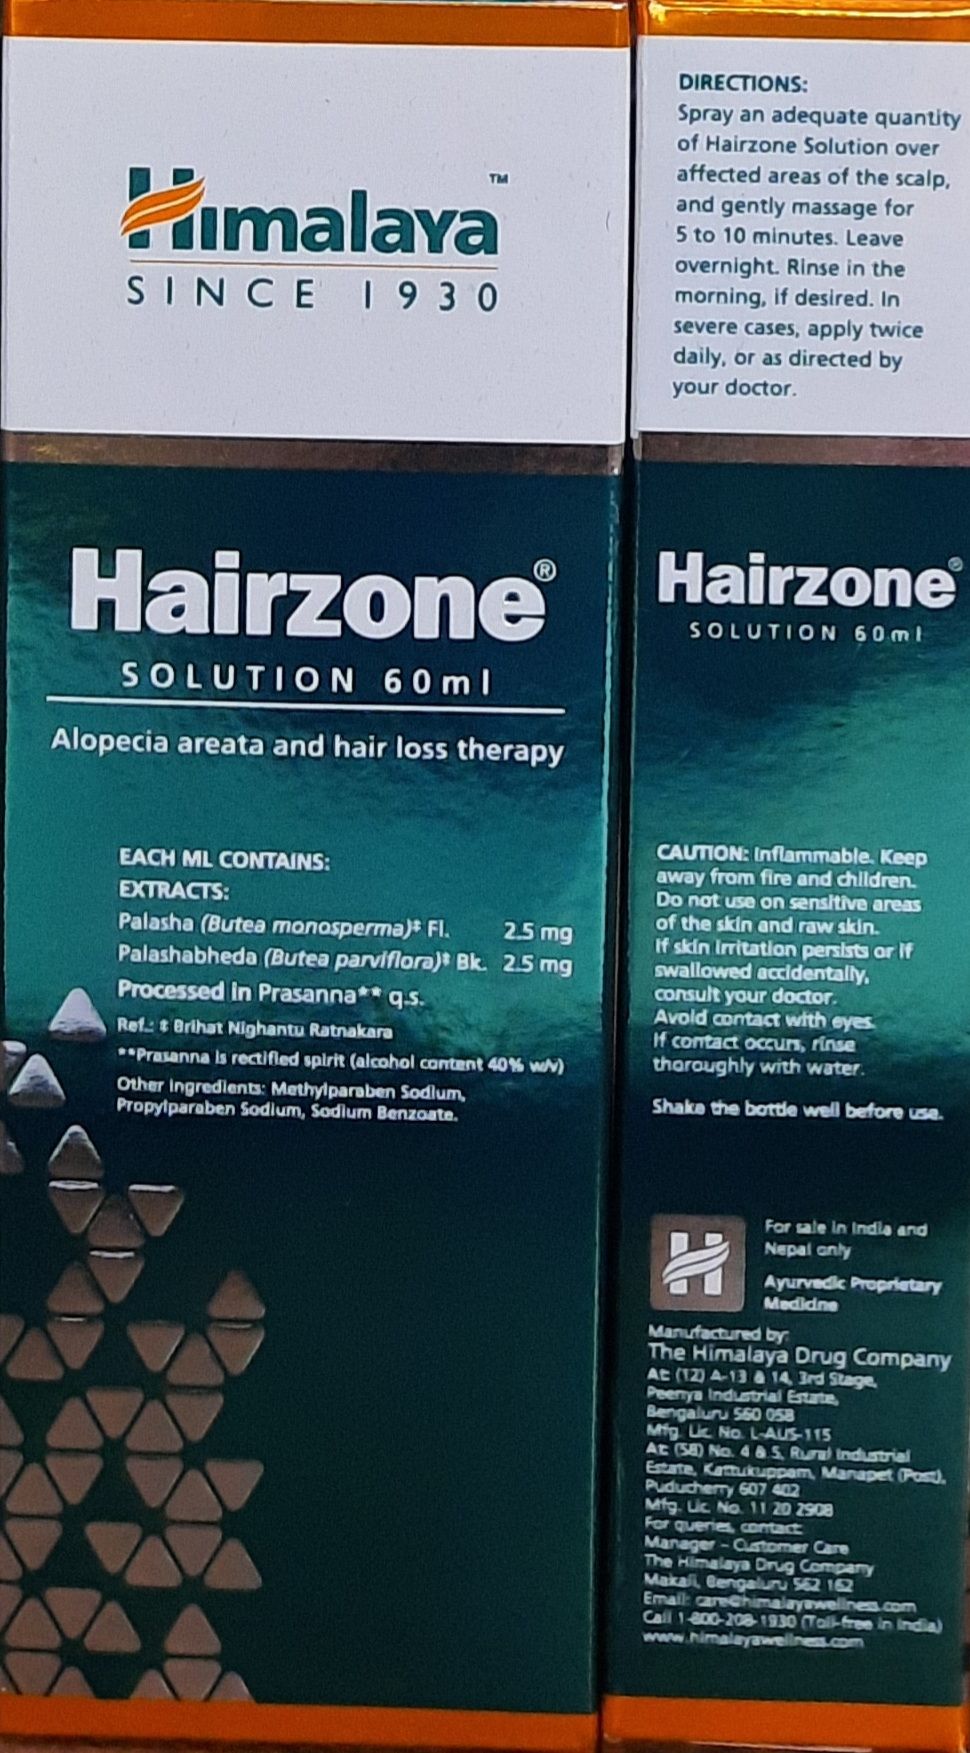 Himalaya™
SINCE 1930
Hairzone®
SOLUTION 60ml
Alopecia areata and hair loss therapy
EACH ML CONTAINS:
EXTRACTS:
Palasha (Butea monosperma)‡ Fl. 2.5 mg
Palashabheda (Butea parviflora)‡ Bk. 2.5 mg
Processed in Prasanna** q.s.
Ref.: ‡ Brihat Nighantu Ratnakara
**Prasanna is rectified spirit (alcohol content 40% w/v)
Other ingredients: Methylparaben Sodium,
Propylparaben Sodium, Sodium Benzoate.
DIRECTIONS:
Spray an adequate quantity
of Hairzone Solution over
affected areas of the scalp,
and gently massage for
5 to 10 minutes. Leave
overnight. Rinse in the
morning, if desired. In
severe cases, apply twice
daily, or as directed by
your doctor.
Hairzone®
SOLUTION 60ml
CAUTION: Inflammable. Keep
away from fire and children.
Do not use on sensitive areas
of the skin and raw skin.
If skin irritation persists or if
swallowed accidentally,
consult your doctor.
Avoid contact with eyes.
If contact occurs, rinse
thoroughly with water.
Shake the bottle well before use.
H
For sale in India and
Nepal only
Ayurvedic Proprietary
Medicine
Manufactured by:
The Himalaya Drug Company
At: (12) A-13 & 14, 3rd Stage,
Peenya Industrial Estate,
Bengaluru 560 058
Mfg. Lic. No. L-AUS-115
At: (58) No. 4 & 5, Rural Industrial
Estate, Kattukuppam, Manapet (Post),
Puducherry 607 402
Mfg. Lic. No. 11 20 2908
For queries, contact:
Manager – Customer Care
The Himalaya Drug Company
Makali, Bengaluru 562 162
Email: care@himalayawellness.com
Call 1-800-208-1930 (Toll-free in India)
www.himalayawellness.com